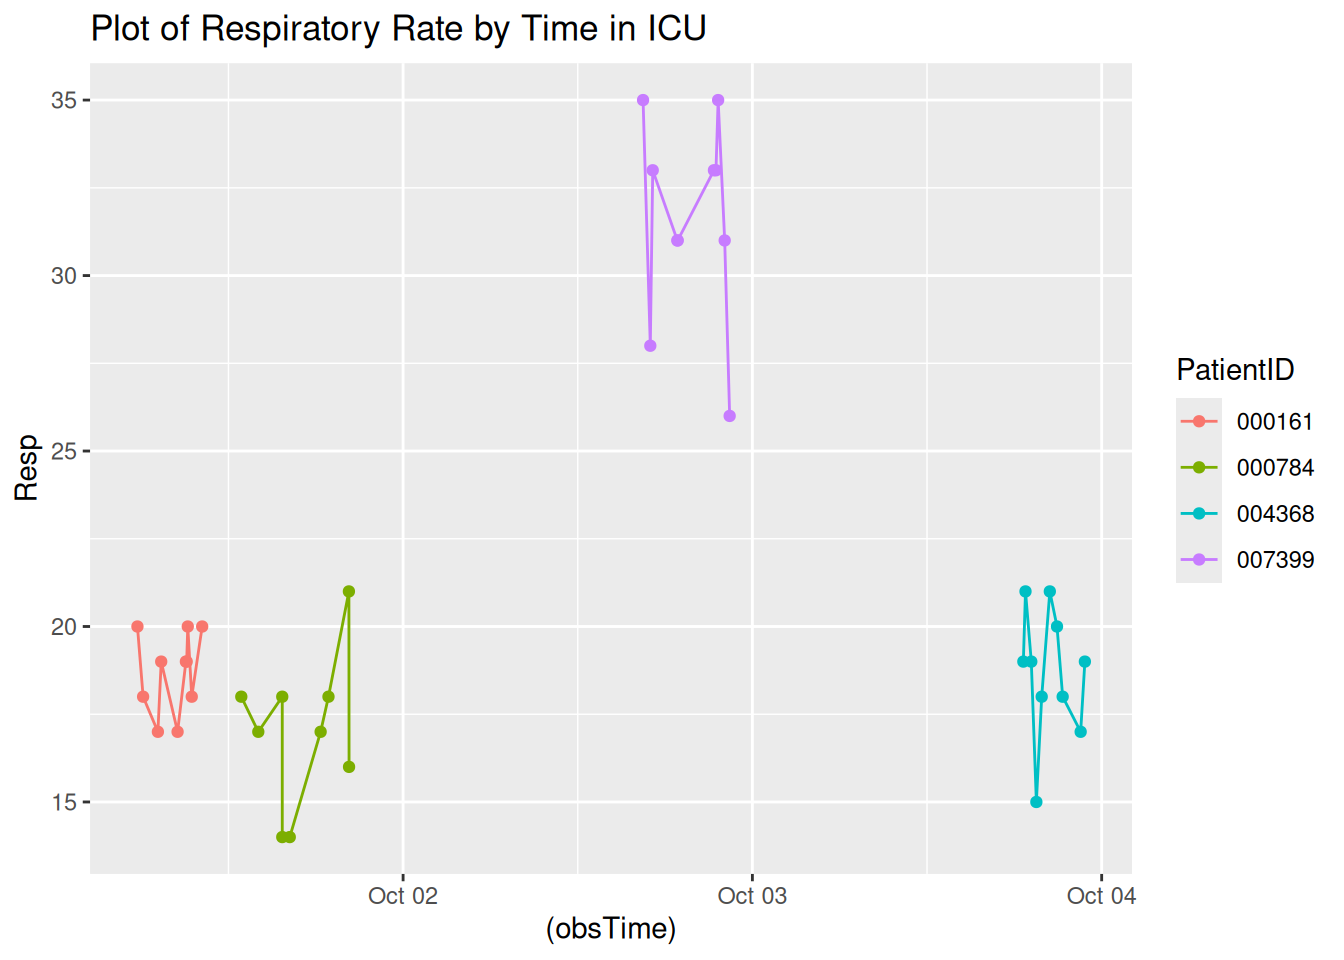 Plot of Respiratory Rate by Time in ICU
35
30
25
20
15
Resp
Oct 02
Oct 03
Oct 04
(obsTime)
PatientID
000161
000784
004368
007399